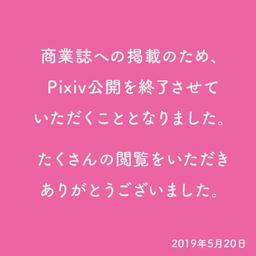 商業誌への掲載のため、
Pixiv公開を終了させて
いただくこととなりました。
たくさんの閲覧をいただき
ありがとうございました。
2019年5月20日